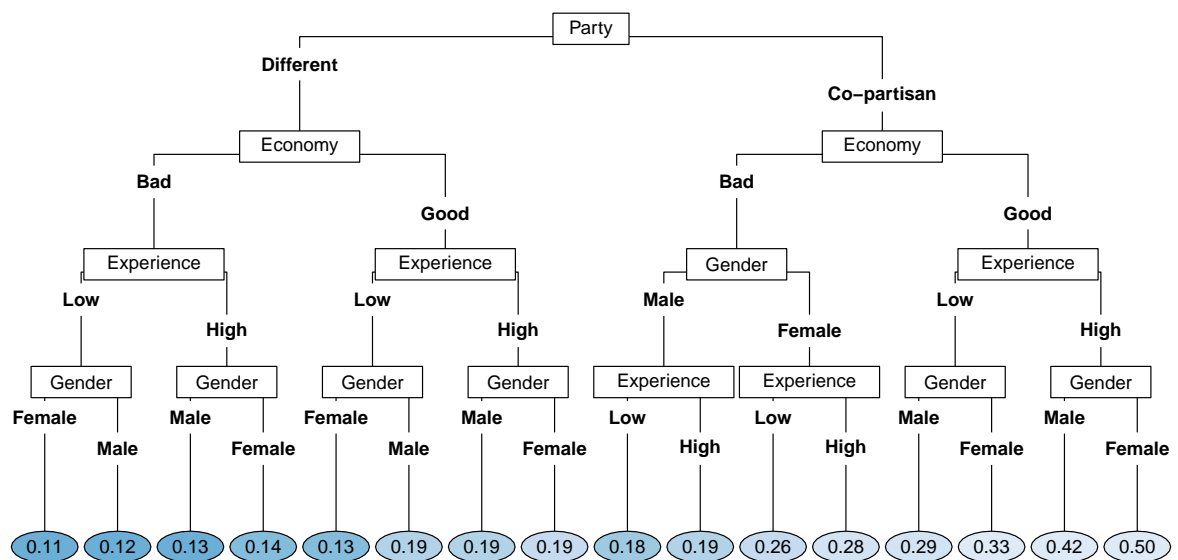 Party
Different
Co−partisan
Economy
Economy
Bad
Bad
Good
Good
Experience
Experience
Gender
Experience
Low
Low
Male
Low
High
High
Female
High
Gender
Gender
Gender
Gender
Experience
Experience
Gender
Gender
Female
Male
Female
Male
Low
Low
Male
Male
Male
Female
Male
Female
High
High
Female
Female
0.11
0.12
0.13
0.14
0.13
0.19
0.19
0.19
0.18
0.19
0.26
0.28
0.29
0.33
0.42
0.50